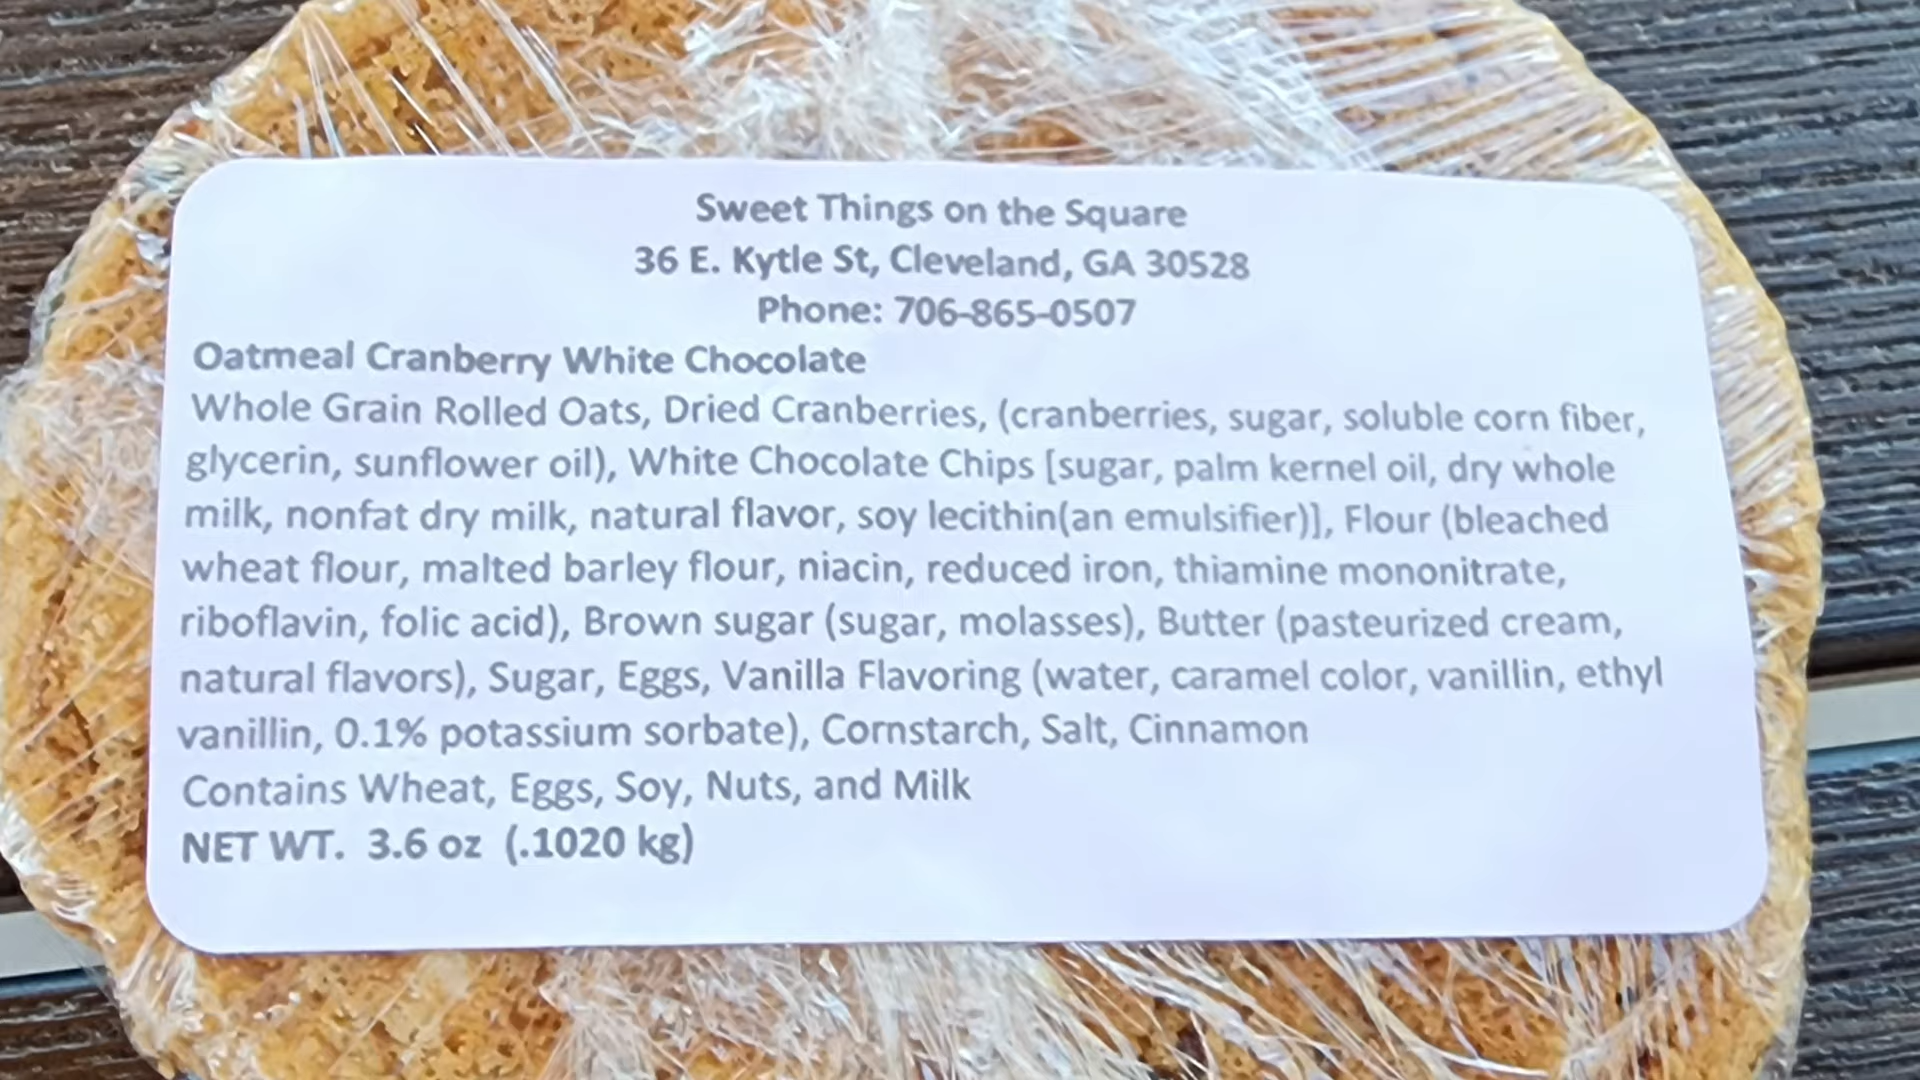 Sweet Things on the Square
36 E. Kytle St, Cleveland, GA 30528
Phone: 706-865-0507
Oatmeal Cranberry White Chocolate
Whole Grain Rolled Oats, Dried Cranberries, (cranberries, sugar, soluble corn fiber,
glycerin, sunflower oil), White Chocolate Chips [sugar, palm kernel oil, dry whole
milk, nonfat dry milk, natural flavor, soy lecithin(an emulsifier)], Flour (bleached
wheat flour, malted barley flour, niacin, reduced iron, thiamine mononitrate,
riboflavin, folic acid), Brown sugar (sugar, molasses), Butter (pasteurized cream,
natural flavors), Sugar, Eggs, Vanilla Flavoring (water, caramel color, vanillin, ethyl
vanillin, 0.1% potassium sorbate), Cornstarch, Salt, Cinnamon
Contains Wheat, Eggs, Soy, Nuts, and Milk
NET WT. 3.6 oz (.1020 kg)